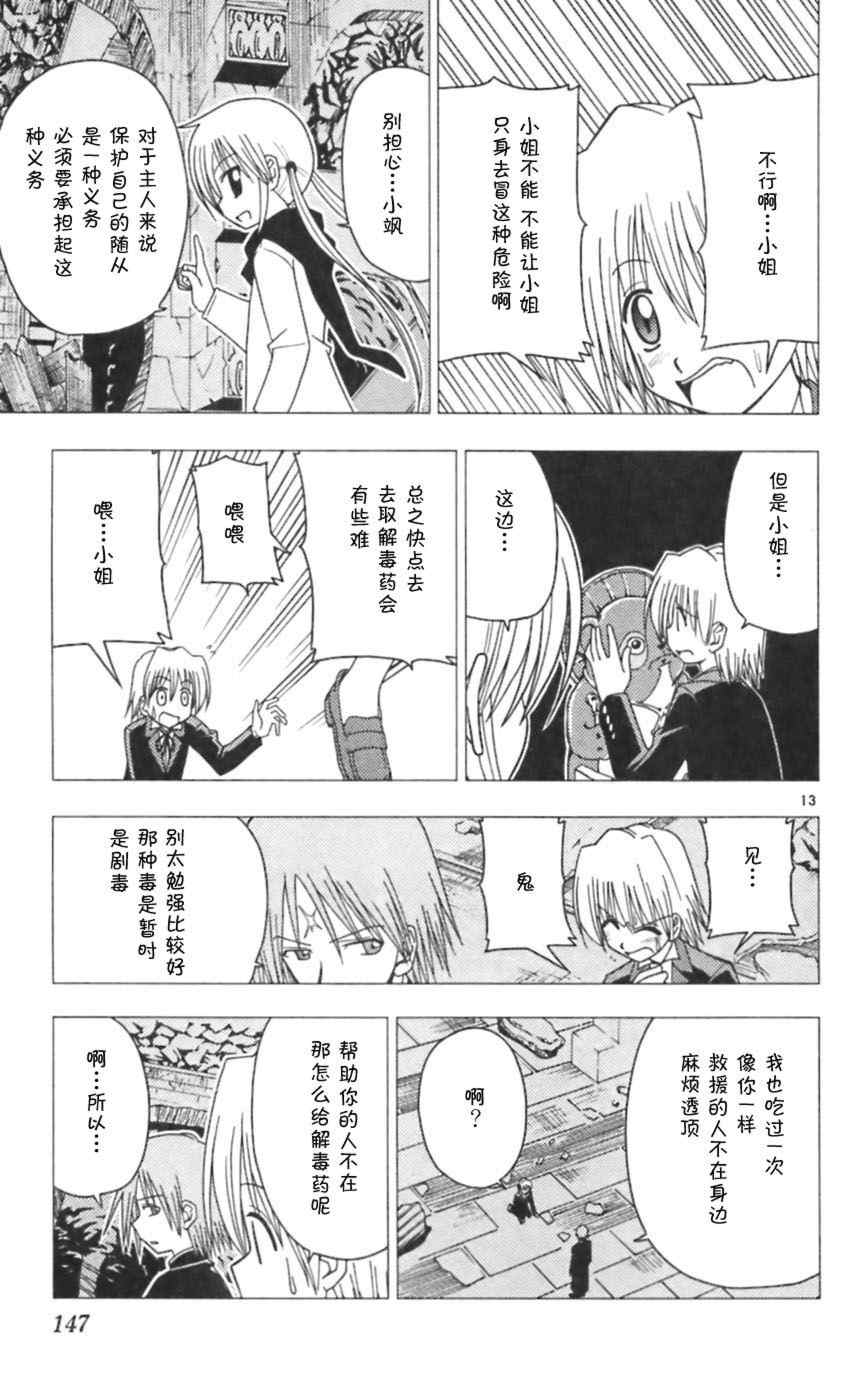 不行啊…小姐
小姐不能 不能让小姐
只身去冒这种危险啊
别担心…小飒
对于主人来说
保护自己的随从
是一种义务
必须要承担起这
种义务
但是小姐…
这边…
总之快点去
去取解毒药会
有些难
喂喂
喂…小姐
13
见…
鬼
别太勉强比较好
那种毒是暂时
是剧毒
我也吃过一次
像你一样
救援的人不在身边
麻烦透顶
啊?
帮助你的人不在
那怎么给解毒药呢
啊…所以…
147